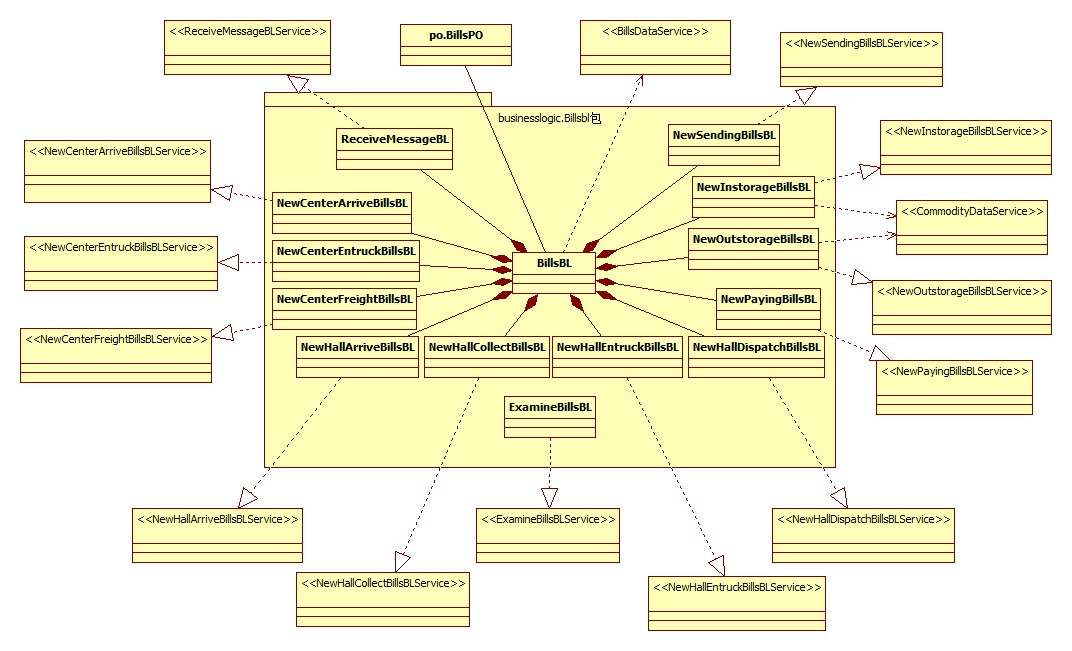 <<ReceiveMessageBLService>>
po.BillsPO
<<BillsDataService>>
<<NewSendingBillsBLService>>
businesslogic.Billsbl包
ReceiveMessageBL
NewSendingBillsBL
<<NewInstorageBillsBLService>>
<<NewCenterArriveBillsBLService>>
NewCenterArriveBillsBL
NewInstorageBillsBL
<<CommodityDataService>>
<<NewCenterEntruckBillsBLService>>
NewCenterEntruckBillsBL
NewOutstorageBillsBL
BillsBL
<<NewOutstorageBillsBLService>>
NewCenterFreightBillsBL
NewPayingBillsBL
<<NewCenterFreightBillsBLService>>
NewHallArriveBillsBL
NewHallCollectBillsBL
NewHallEntruckBillsBL
NewHallDispatchBillsBL
<<NewPayingBillsBLService>>
ExamineBillsBL
<<NewHallArriveBillsBLService>>
<<ExamineBillsBLService>>
<<NewHallDispatchBillsBLService>>
<<NewHallCollectBillsBLService>>
<<NewHallEntruckBillsBLService>>